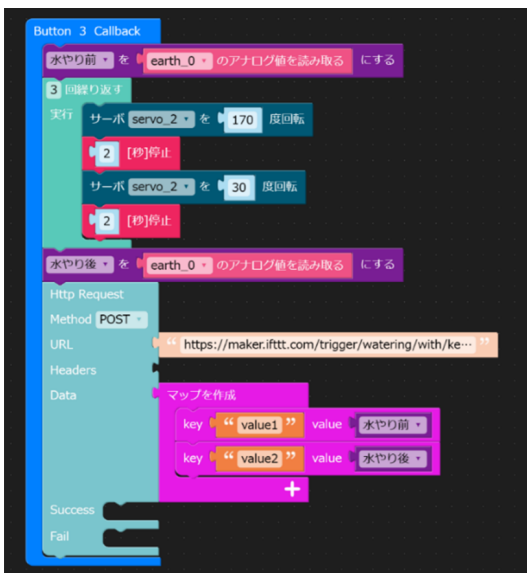 Button 3 Callback
水やり前 を earth_0 のアナログ値を読み取る にする
3 回繰り返す
実行 サーボ servo_2 を 170 度回転
2 [秒]停止
サーボ servo_2 を 30 度回転
2 [秒]停止
水やり後 を earth_0 のアナログ値を読み取る にする
Http Request
Method POST
URL “ https://maker.ifttt.com/trigger/watering/with/ke… ”
Headers
Data マップを作成
key “ value1 ” value 水やり前
key “ value2 ” value 水やり後
+
Success
Fail